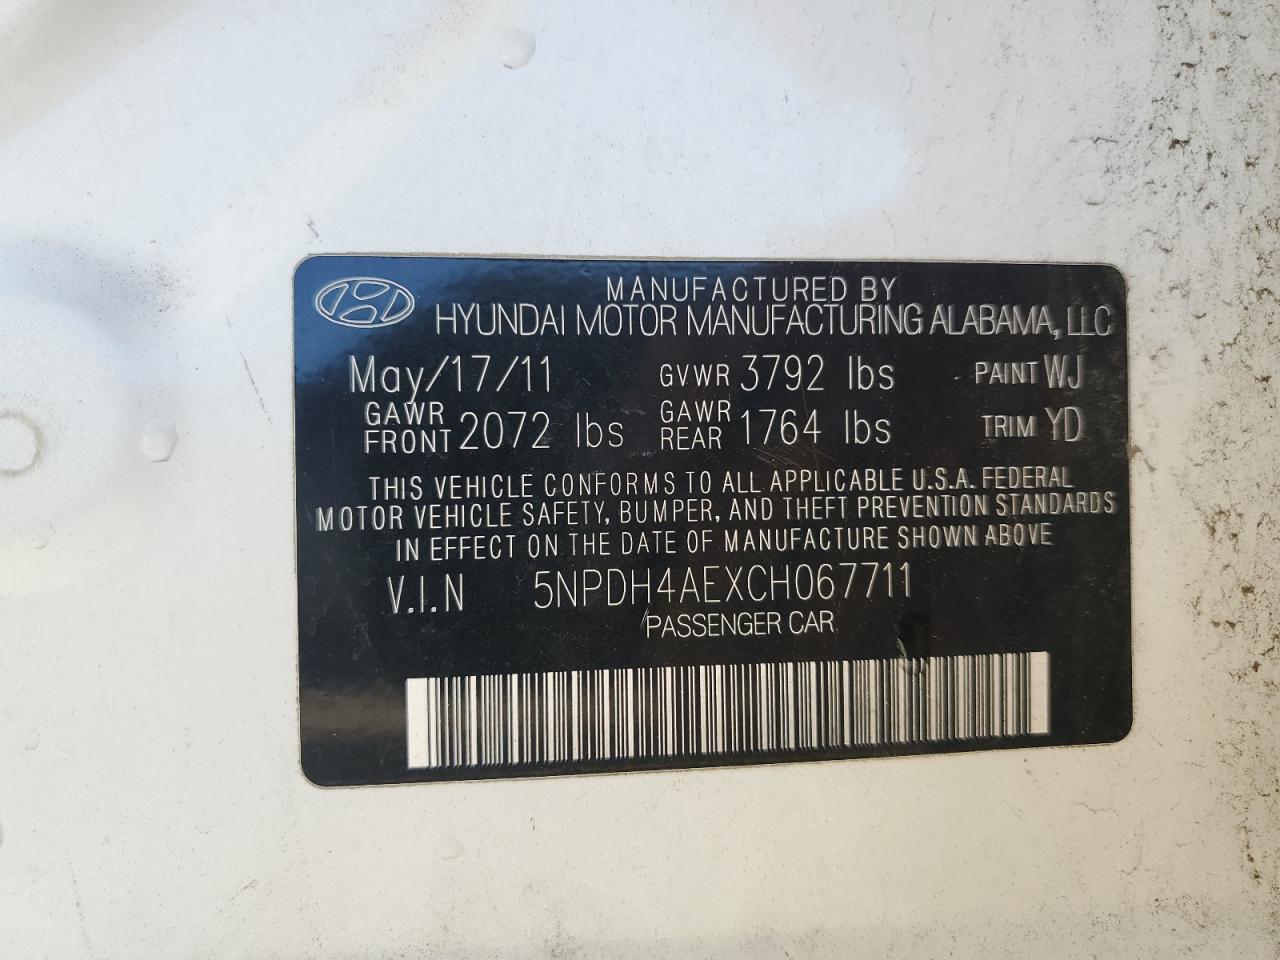 MANUFACTURED BY
HYUNDAI MOTOR MANUFACTURING ALABAMA, LLC
May/17/11 GVWR 3792 lbs PAINT WJ
GAWR FRONT 2072 lbs GAWR REAR 1764 lbs TRIM YD
THIS VEHICLE CONFORMS TO ALL APPLICABLE U.S.A. FEDERAL
MOTOR VEHICLE SAFETY, BUMPER, AND THEFT PREVENTION STANDARDS
IN EFFECT ON THE DATE OF MANUFACTURE SHOWN ABOVE
V.I.N 5NPDH4AEXCH067711
PASSENGER CAR